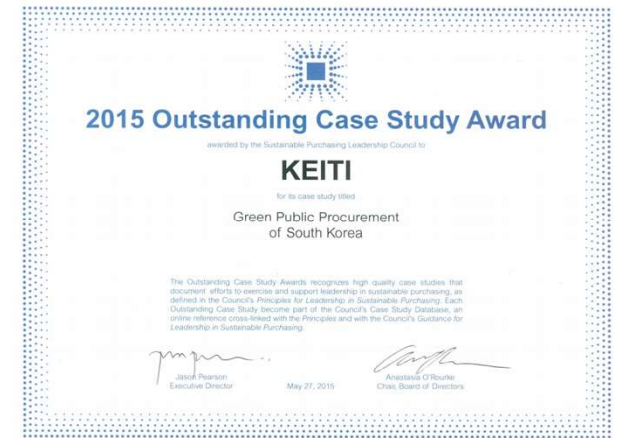 2015 Outstanding Case Study Award
awarded by the Sustainable Purchasing Leadership Council to
KEITI
for its case study titled
Green Public Procurement
of South Korea
The Outstanding Case Study Awards recognizes high quality case studies that
document efforts to exercise and support leadership in sustainable purchasing, as
defined in the Council's Principles for Leadership in Sustainable Purchasing. Each
Outstanding Case Study become part of the Council's Case Study Database, an
online reference cross-linked with the Principles and with the Council's Guidance for
Leadership in Sustainable Purchasing.
Jason Pearson
Executive Director
May 27, 2015
Anastasia O'Rourke
Chair, Board of Directors